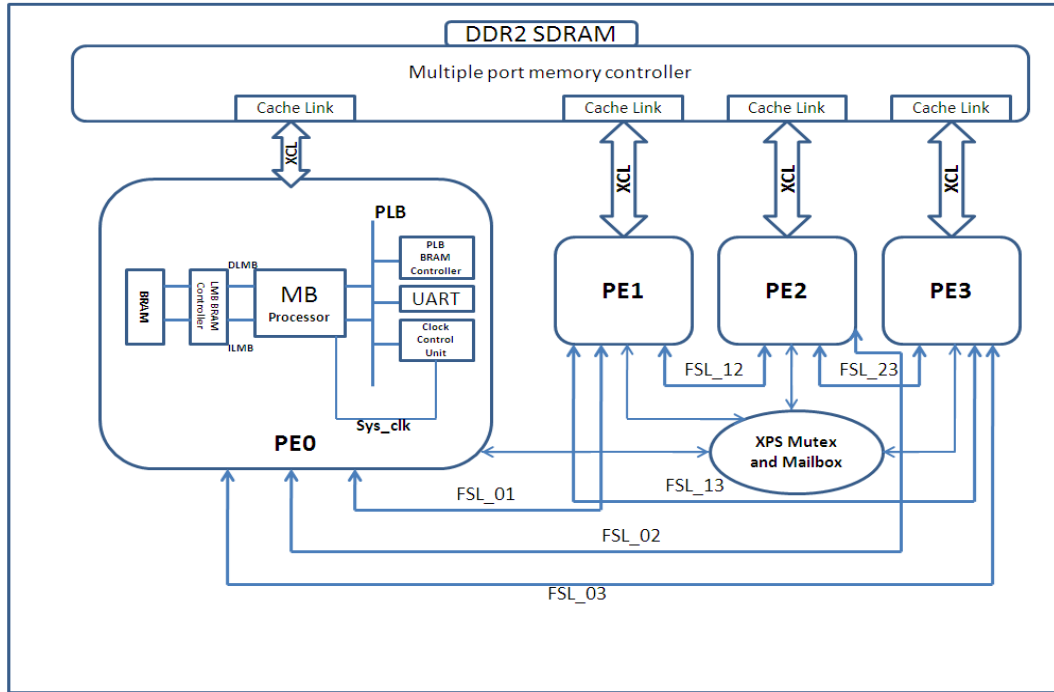 DDR2 SDRAM
Multiple port memory controller
Cache Link
Cache Link
Cache Link
Cache Link
XCL
XCL
XCL
XCL
PLB
PLB
BRAM
Controller
DLMB
BRAM
LMB BRAM
Controller
MB
Processor
UART
ILMB
Clock
Control
Unit
Sys_clk
PE0
PE1
PE2
PE3
FSL_12
FSL_23
XPS Mutex
and Mailbox
FSL_01
FSL_13
FSL_02
FSL_03